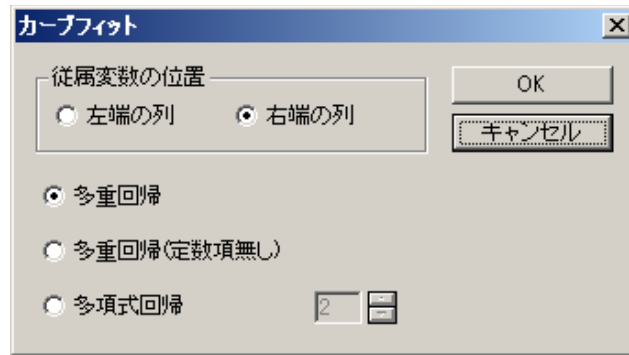 カーブフィット
従属変数の位置
左端の列 右端の列
OK
キャンセル
多重回帰
多重回帰(定数項無し)
多項式回帰 2